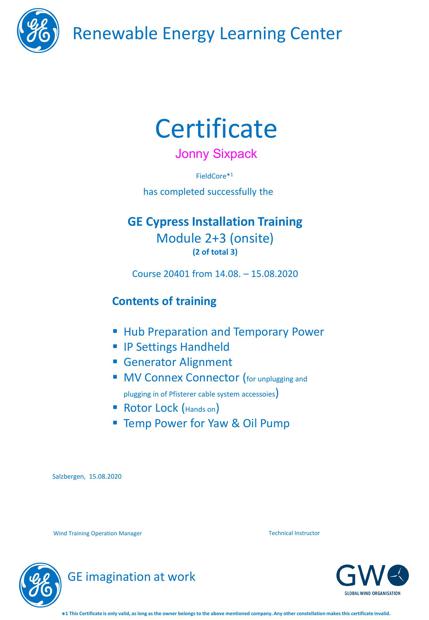 GE
Renewable Energy Learning Center
Certificate
Jonny Sixpack
FieldCore*1
has completed successfully the
GE Cypress Installation Training
Module 2+3 (onsite)
(2 of total 3)
Course 20401 from 14.08. – 15.08.2020
Contents of training
▪ Hub Preparation and Temporary Power
▪ IP Settings Handheld
▪ Generator Alignment
▪ MV Connex Connector (for unplugging and
plugging in of Pfisterer cable system accessoies)
▪ Rotor Lock (Hands on)
▪ Temp Power for Yaw & Oil Pump
Salzbergen, 15.08.2020
Wind Training Operation Manager
Technical Instructor
GE
GE imagination at work
GWO
GLOBAL WIND ORGANISATION
*1 This Certificate is only valid, as long as the owner belongs to the above mentioned company. Any other constellation makes this certificate invalid.